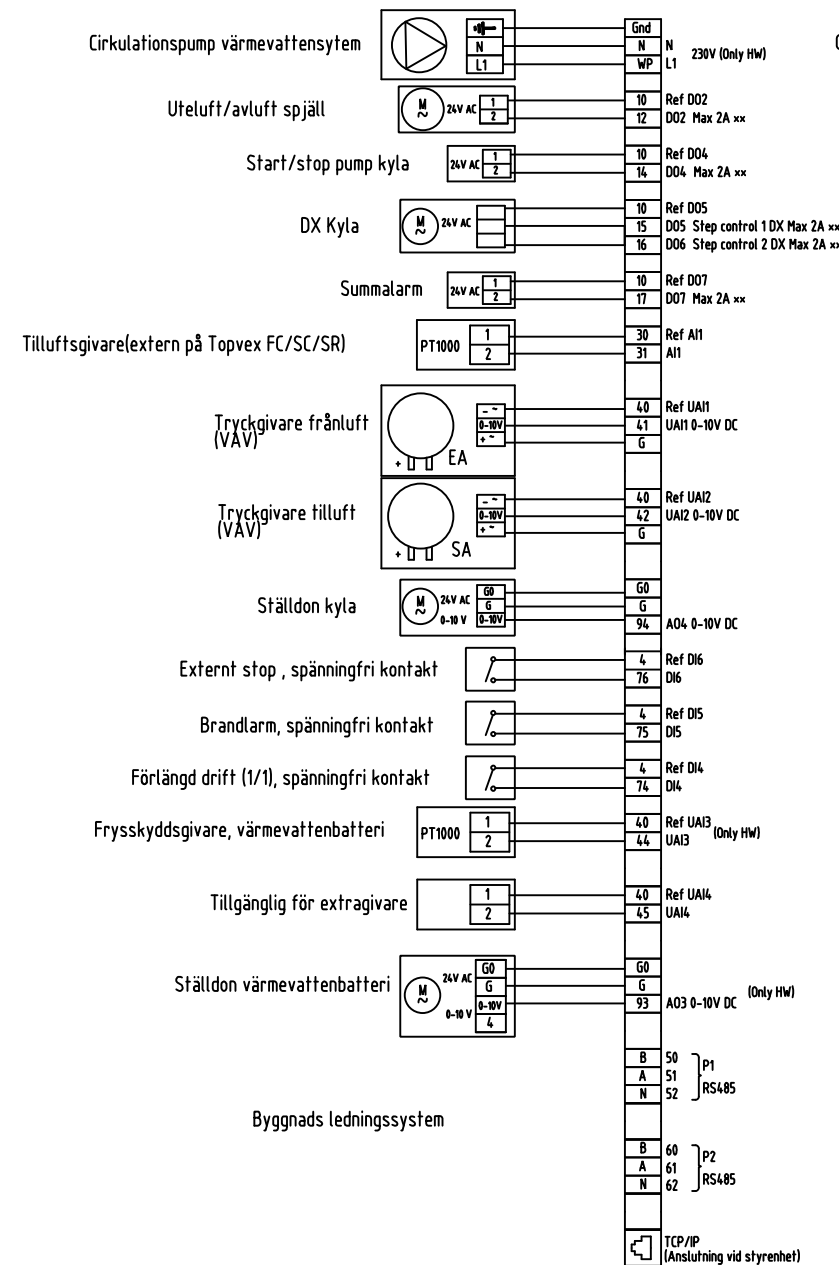 Cirkulationspump värmevattensytem
N
L1
Gnd
N N
WP L1
230V (Only HW)
Uteluft/avluft spjäll
M
~
24V AC
1
2
10 Ref DO2
12 DO2 Max 2A xx
Start/stop pump kyla
24V AC
1
2
10 Ref DO4
14 DO4 Max 2A xx
DX Kyla
M
~
24V AC
10 Ref DO5
15 DO5 Step control 1 DX Max 2A xx
16 DO6 Step control 2 DX Max 2A xx
Summalarm
24V AC
1
2
10 Ref DO7
17 DO7 Max 2A xx
Tilluftsgivare(extern på Topvex FC/SC/SR)
PT1000
1
2
30 Ref AI1
31 AI1
Tryckgivare frånluft
(VAV)
+
EA
- ~
0-10V
+ ~
40 Ref UAI1
41 UAI1 0-10V DC
G
Tryckgivare tilluft
(VAV)
+
SA
- ~
0-10V
+ ~
40 Ref UAI2
42 UAI2 0-10V DC
G
Ställdon kyla
M
~
24V AC
0-10 V
G0
G
0-10V
G0
G
94 AO4 0-10V DC
Externt stop , spänningfri kontakt
4 Ref DI6
76 DI6
Brandlarm, spänningfri kontakt
4 Ref DI5
75 DI5
Förlängd drift (1/1), spänningfri kontakt
4 Ref DI4
74 DI4
Frysskyddsgivare, värmevattenbatteri
PT1000
1
2
40 Ref UAI3
44 UAI3
(Only HW)
Tillgänglig för extragivare
1
2
40 Ref UAI4
45 UAI4
Ställdon värmevattenbatteri
M
~
24V AC
0-10 V
G0
G
0-10V
4
G0
G
93 AO3 0-10V DC
(Only HW)
B 50
A 51
N 52
P1
RS485
Byggnads ledningssystem
B 60
A 61
N 62
P2
RS485
TCP/IP
(Anslutning vid styrenhet)